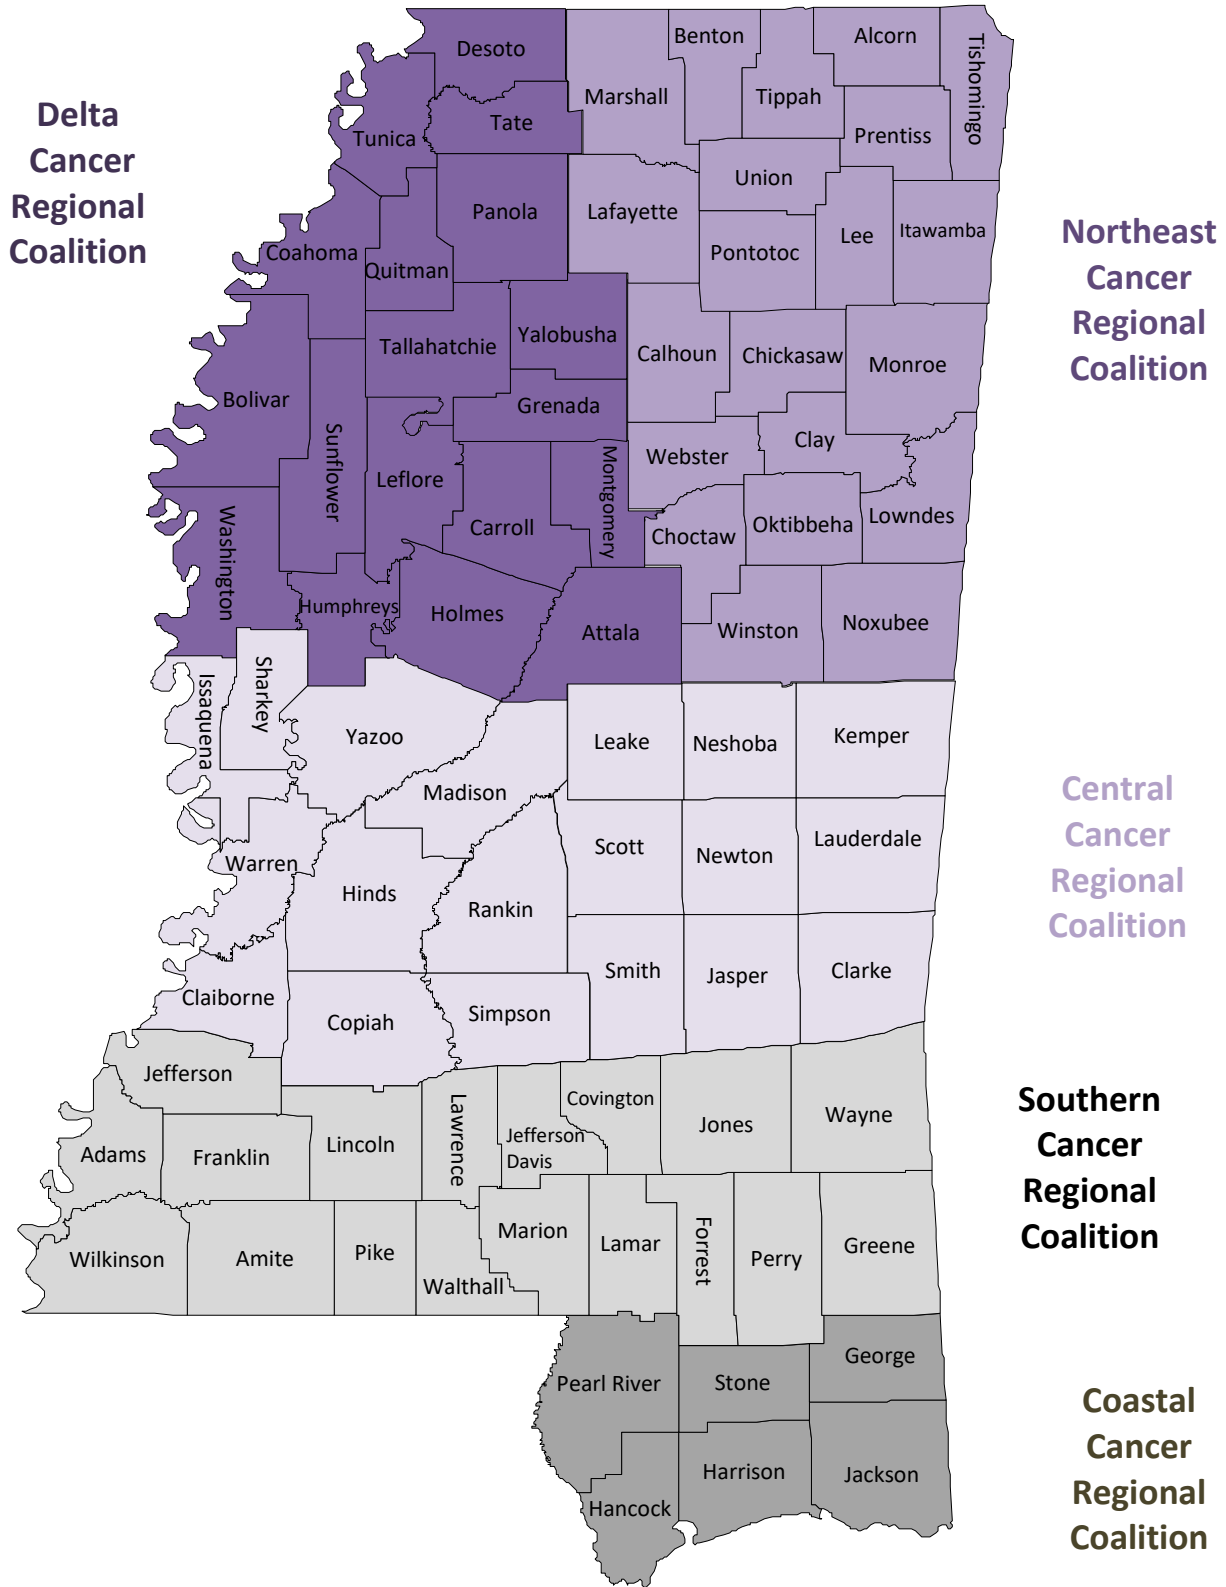 Delta
Cancer
Regional
Coalition
Northeast
Cancer
Regional
Coalition
Central
Cancer
Regional
Coalition
Southern
Cancer
Regional
Coalition
Coastal
Cancer
Regional
Coalition
Desoto
Benton
Alcorn
Tishomingo
Marshall
Tippah
Tate
Tunica
Prentiss
Union
Panola
Lafayette
Lee
Itawamba
Coahoma
Quitman
Pontotoc
Yalobusha
Tallahatchie
Calhoun
Chickasaw
Monroe
Bolivar
Grenada
Sunflower
Clay
Webster
Leflore
Montgomery
Carroll
Choctaw
Oktibbeha
Lowndes
Washington
Humphreys
Holmes
Attala
Winston
Noxubee
Issaquena
Sharkey
Yazoo
Leake
Neshoba
Kemper
Madison
Warren
Hinds
Scott
Newton
Lauderdale
Rankin
Smith
Jasper
Clarke
Claiborne
Copiah
Simpson
Jefferson
Lawrence
Covington
Jones
Wayne
Adams
Franklin
Lincoln
Jefferson
Davis
Wilkinson
Amite
Pike
Walthall
Marion
Lamar
Forrest
Perry
Greene
Pearl River
Stone
George
Hancock
Harrison
Jackson